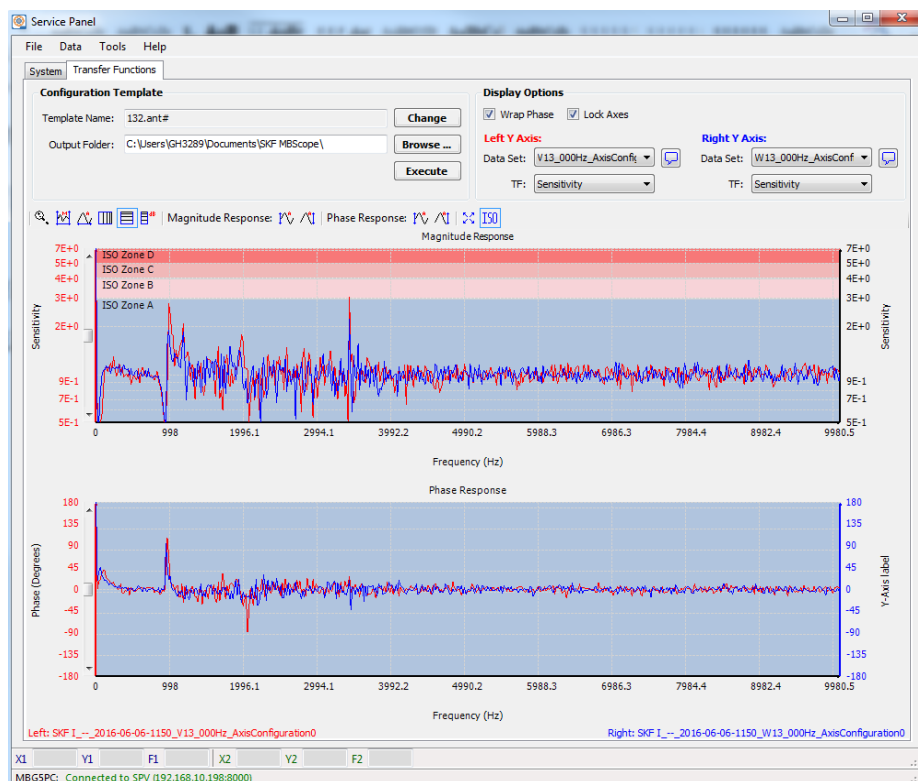 Service Panel
File Data Tools Help
System Transfer Functions
Configuration Template
Template Name: 132.ant# Change
Output Folder: C:\Users\GH3289\Documents\SKF MBScope\ Browse ...
Execute
Display Options
Wrap Phase Lock Axes
Left Y Axis: Right Y Axis:
Data Set: V13_000Hz_AxisConfig Data Set: W13_000Hz_AxisConf
TF: Sensitivity TF: Sensitivity
Magnitude Response: Phase Response: ISO
Magnitude Response
7E+0 ISO Zone D 7E+0
5E+0 ISO Zone C 5E+0
4E+0 ISO Zone B 4E+0
3E+0 ISO Zone A 3E+0
2E+0 2E+0
Sensitivity Sensitivity
9E-1 9E-1
7E-1 7E-1
5E-1 5E-1
0 998 1996.1 2994.1 3992.2 4990.2 5988.3 6986.3 7984.4 8982.4 9980.5
Frequency (Hz)
Phase Response
180 180
135 135
90 90
45 45
0 0
Phase (Degrees) Y-Axis label
-45 -45
-90 -90
-135 -135
-180 -180
0 998 1996.1 2994.1 3992.2 4990.2 5988.3 6986.3 7984.4 8982.4 9980.5
Frequency (Hz)
Left: SKF I_--_2016-06-06-1150_V13_000Hz_AxisConfiguration0 Right: SKF I_--_2016-06-06-1150_W13_000Hz_AxisConfiguration0
X1 Y1 F1 X2 Y2 F2
MBG5PC: Connected to SPV (192.168.10.198:8000)